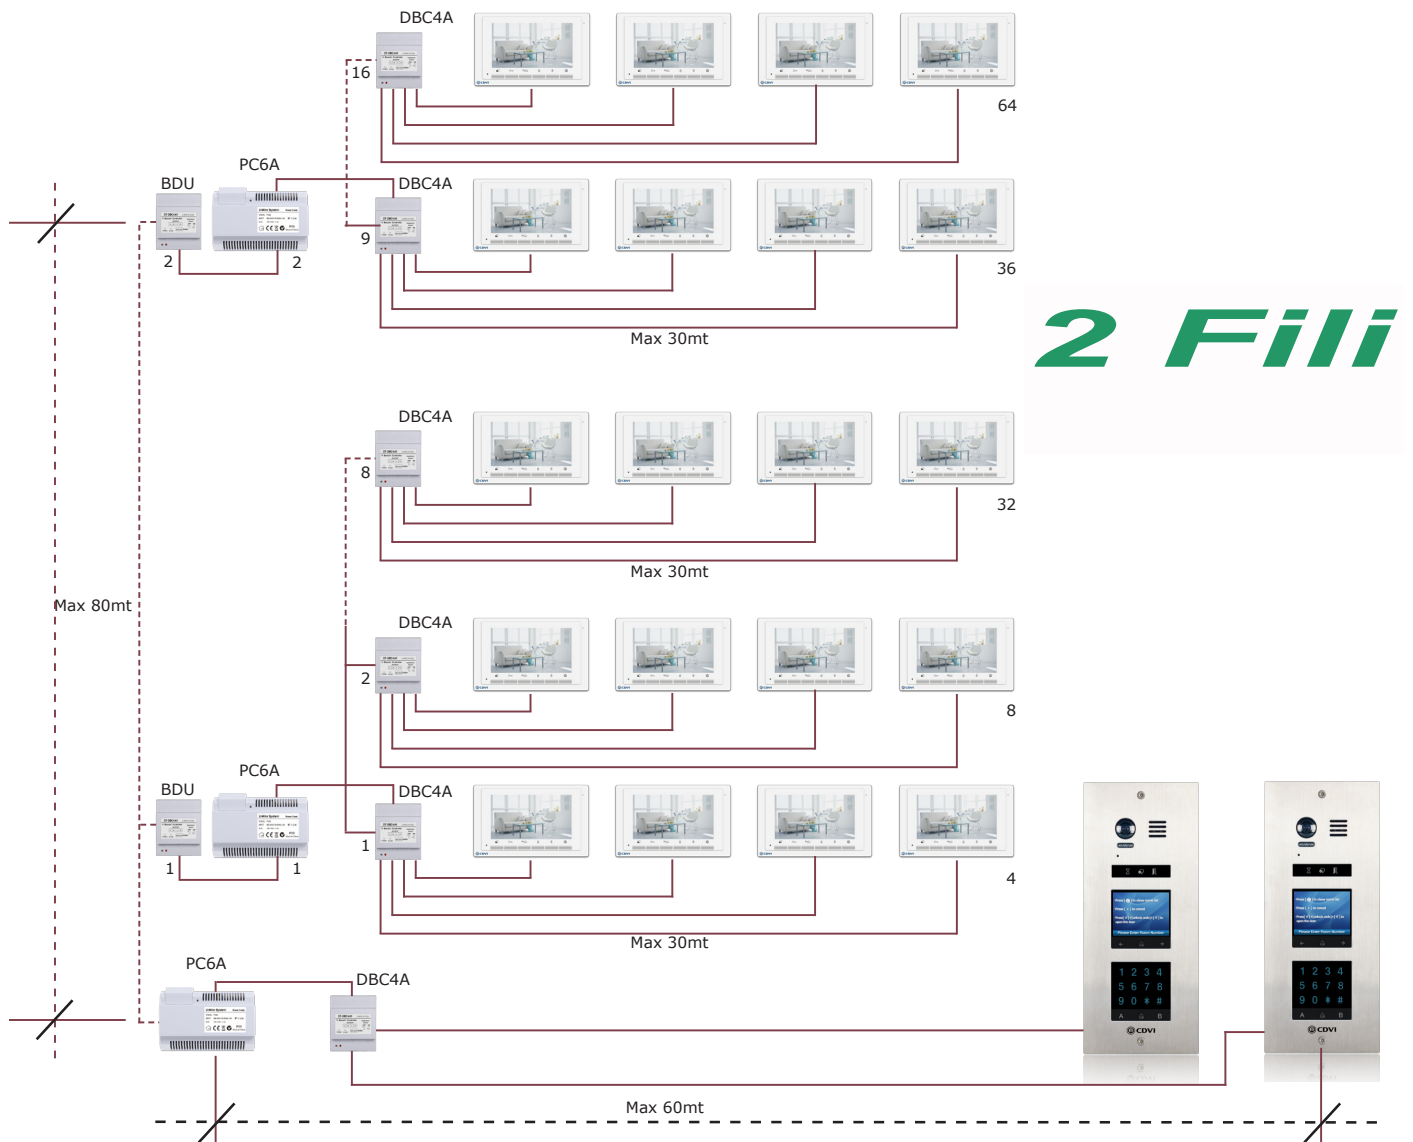 DBC4A
16
64
PC6A
BDU
DBC4A
9
2
2
36
Max 30mt
2 Fili
DBC4A
8
32
Max 30mt
Max 80mt
DBC4A
2
8
PC6A
BDU
DBC4A
1
1
1
4
Max 30mt
PC6A
DBC4A
Max 60mt
CDVI
CDVI
1 2 3 4
5 6 7 8
9 0 * #
A B
1 2 3 4
5 6 7 8
9 0 * #
A B